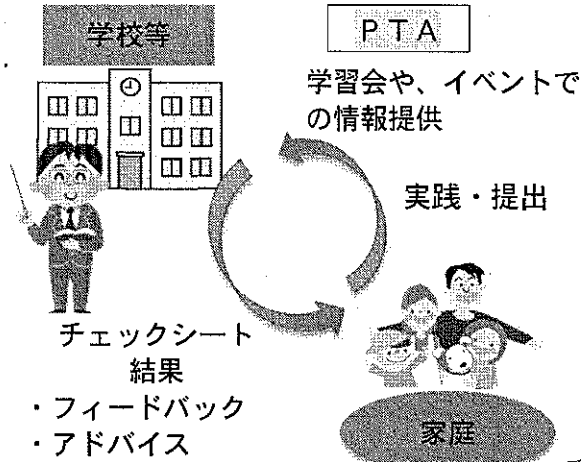 学校等
PTA
学習会や、イベントで
の情報提供
実践・提出
チェックシート
結果
・フィードバック
・アドバイス
家庭